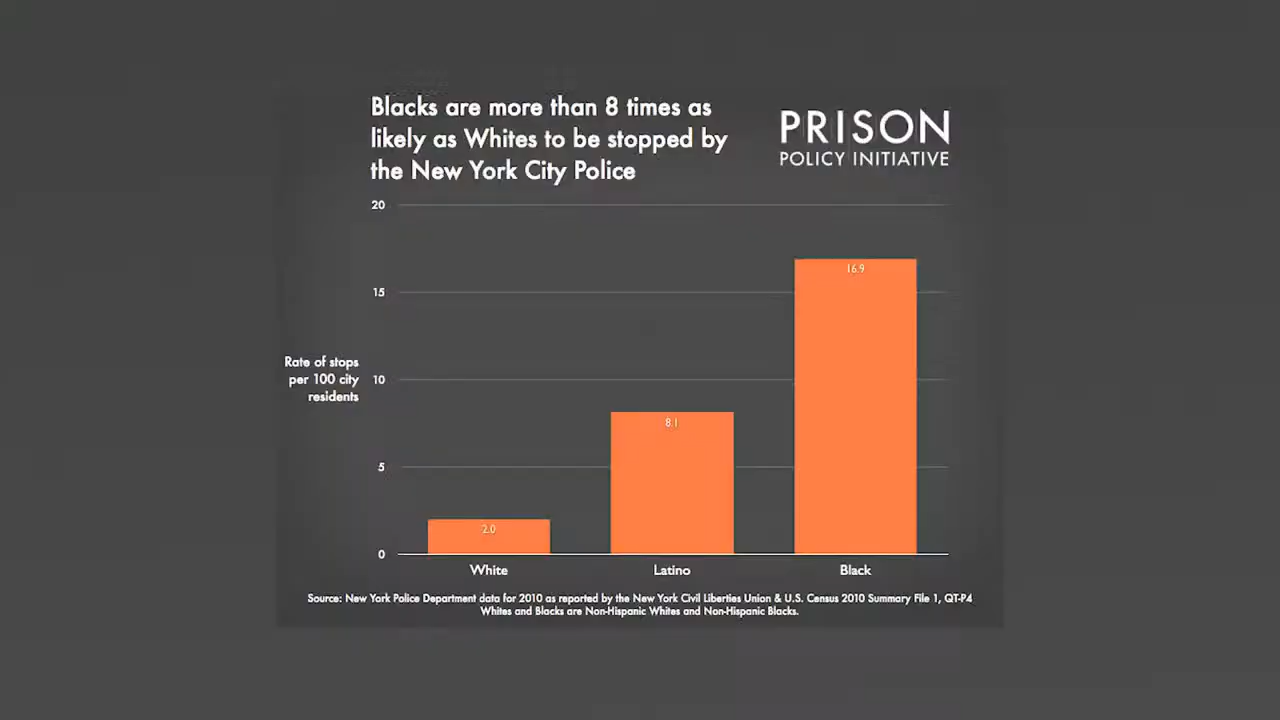 Blacks are more than 8 times as
likely as Whites to be stopped by
the New York City Police
PRISON
POLICY INITIATIVE
20
15
10
5
0
Rate of stops
per 100 city
residents
2.0
8.1
16.9
White
Latino
Black
Source: New York Police Department data for 2010 as reported by the New York Civil Liberties Union & U.S. Census 2010 Summary File 1, QT-P4
Whites and Blacks are Non-Hispanic Whites and Non-Hispanic Blacks.